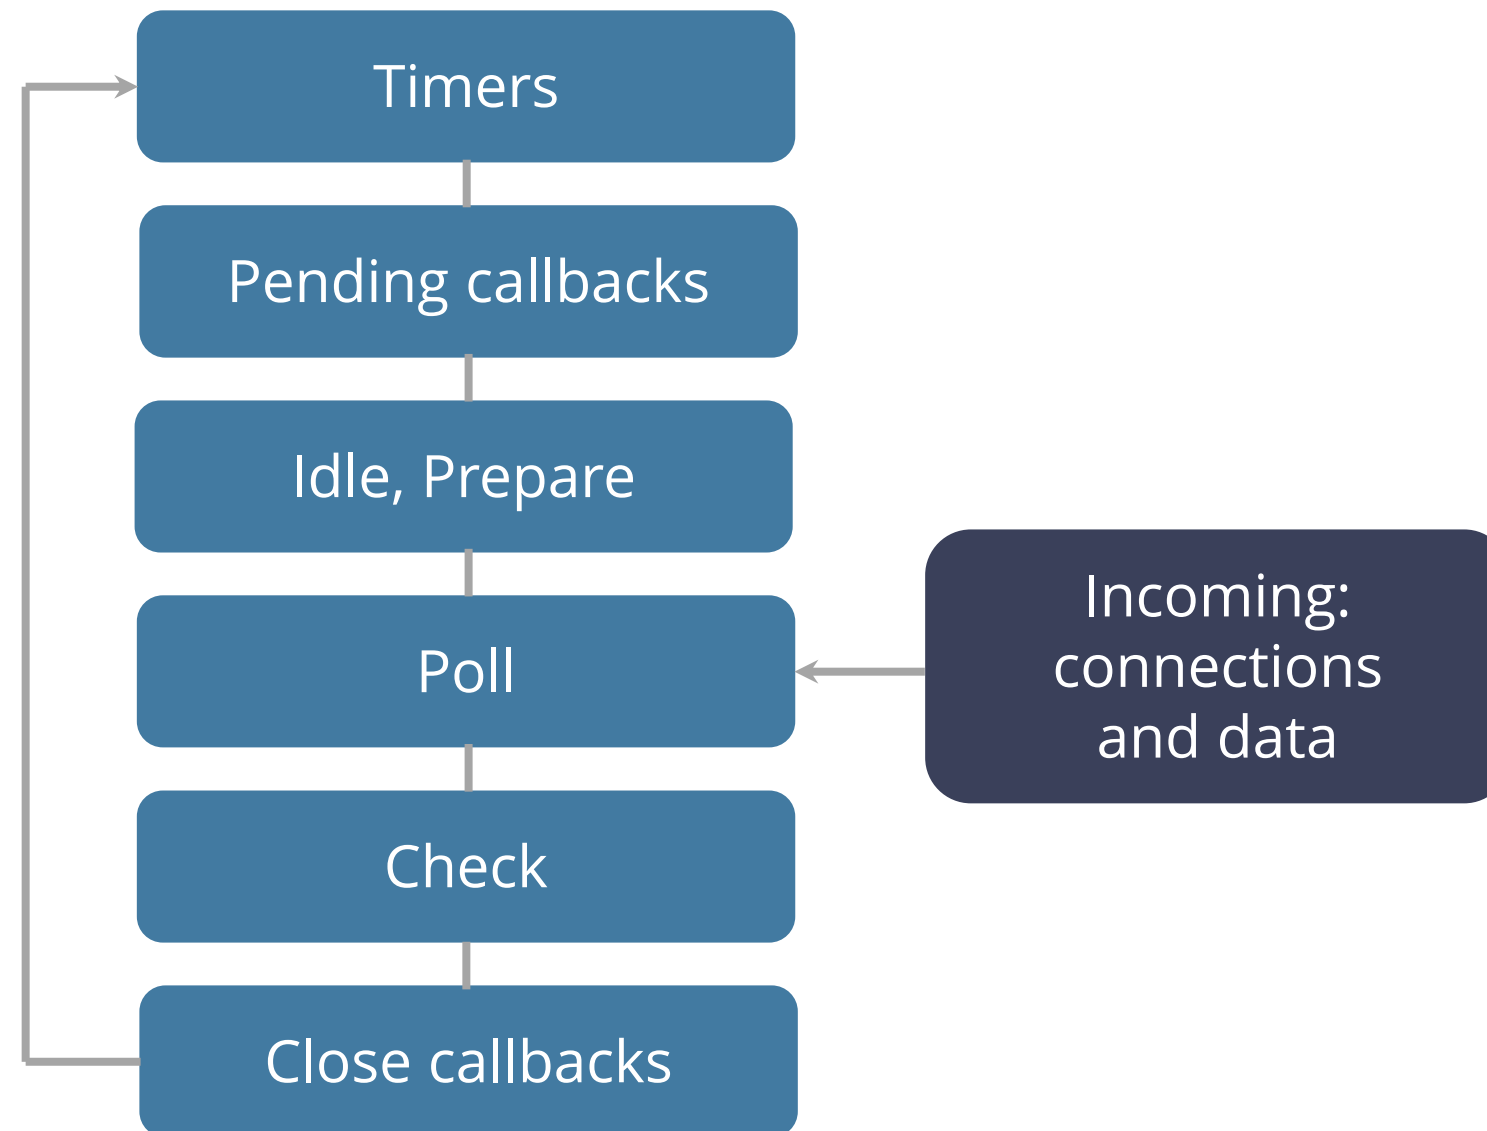 Timers
Pending callbacks
Idle, Prepare
Poll
Incoming:
connections
and data
Check
Close callbacks